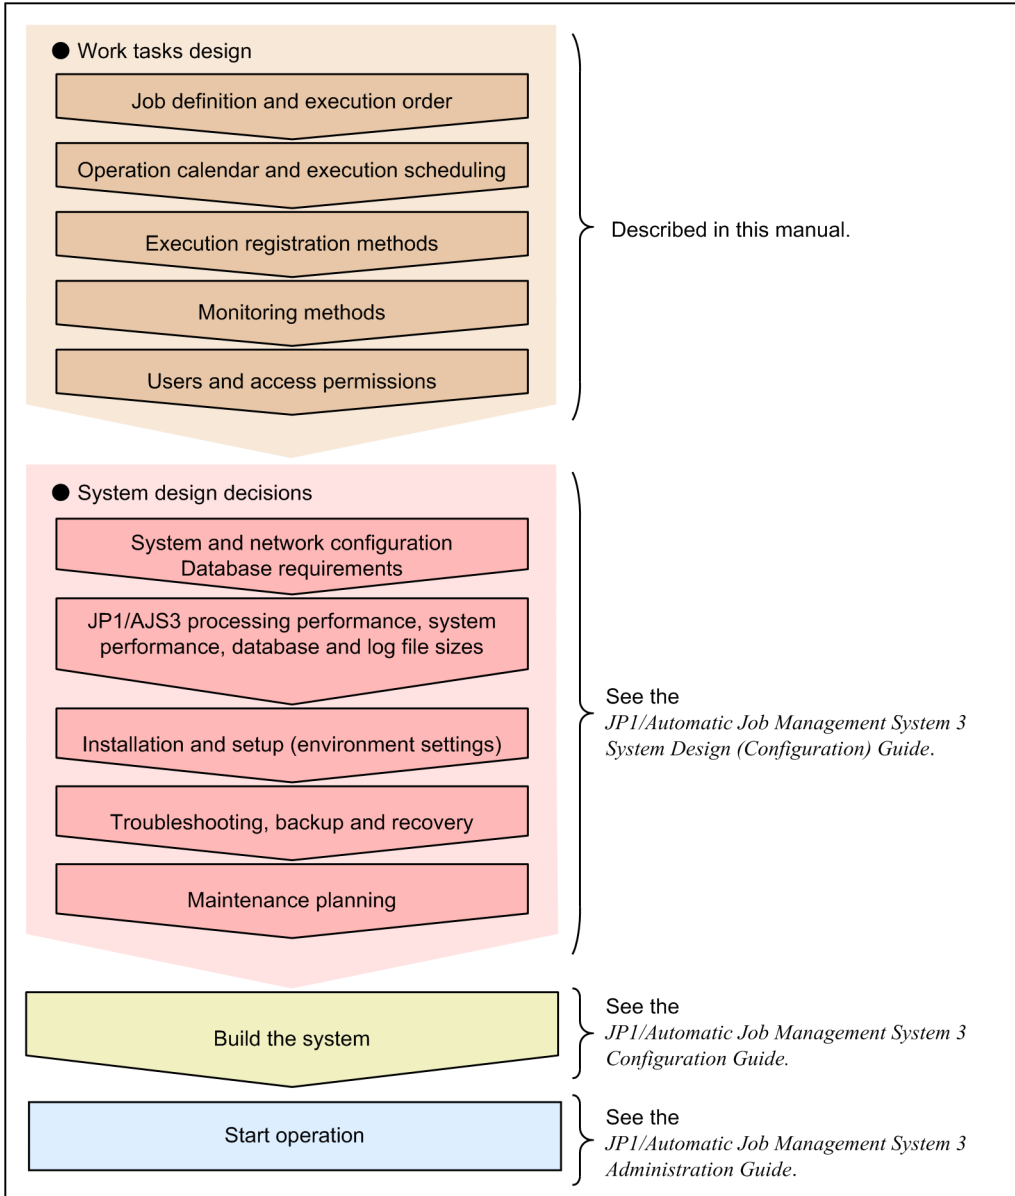 ● Work tasks design
Job definition and execution order
Operation calendar and execution scheduling
Execution registration methods
Monitoring methods
Users and access permissions
Described in this manual.
● System design decisions
System and network configuration
Database requirements
JP1/AJS3 processing performance, system
performance, database and log file sizes
Installation and setup (environment settings)
Troubleshooting, backup and recovery
Maintenance planning
See the
JP1/Automatic Job Management System 3
System Design (Configuration) Guide.
Build the system
See the
JP1/Automatic Job Management System 3
Configuration Guide.
Start operation
See the
JP1/Automatic Job Management System 3
Administration Guide.